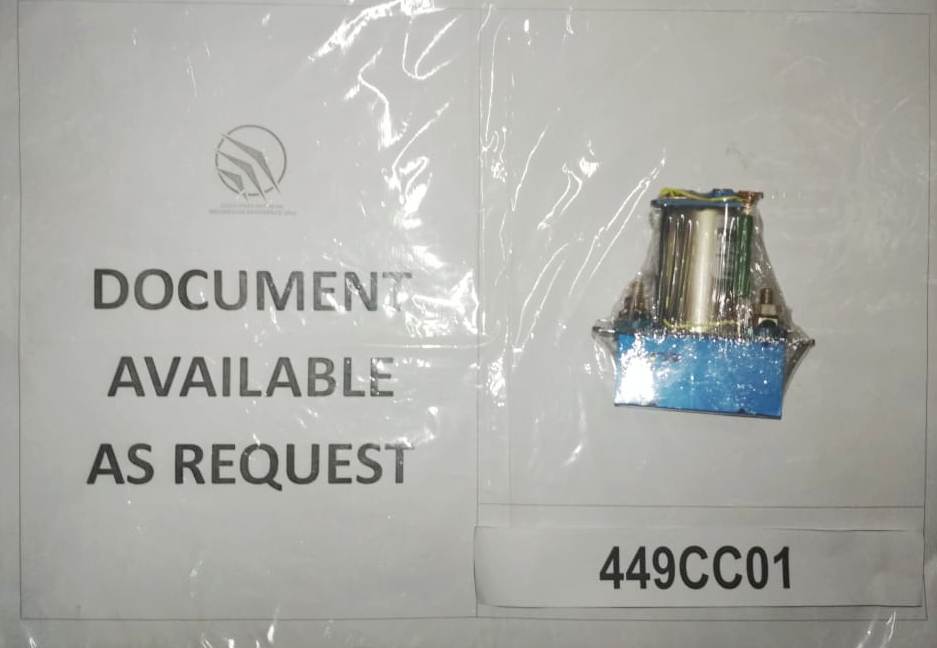 DOCUMENT
AVAILABLE
AS REQUEST
449CC01